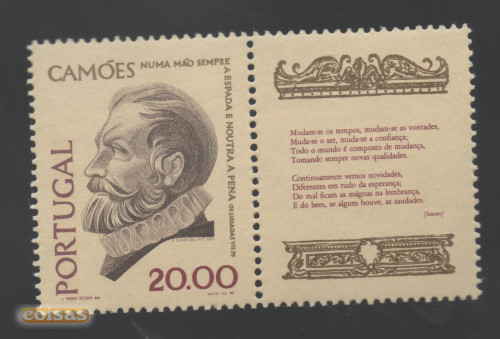 CAMÕES
NUMA MÃO SEMPRE
A ESPADA E NOUTRA A PENA
OS LUSÍADAS VII, 79
PORTUGAL
20.00
Mudam-se os tempos, mudam-se as vontades,
Muda-se o ser, muda-se a confiança;
Todo o mundo é composto de mudança,
Tomando sempre novas qualidades.
Continuamente vemos novidades,
Diferentes em tudo da esperança;
Do mal ficam as mágoas na lembrança,
E do bem, se algum houve, as saudades.
(Soneto)
coisas